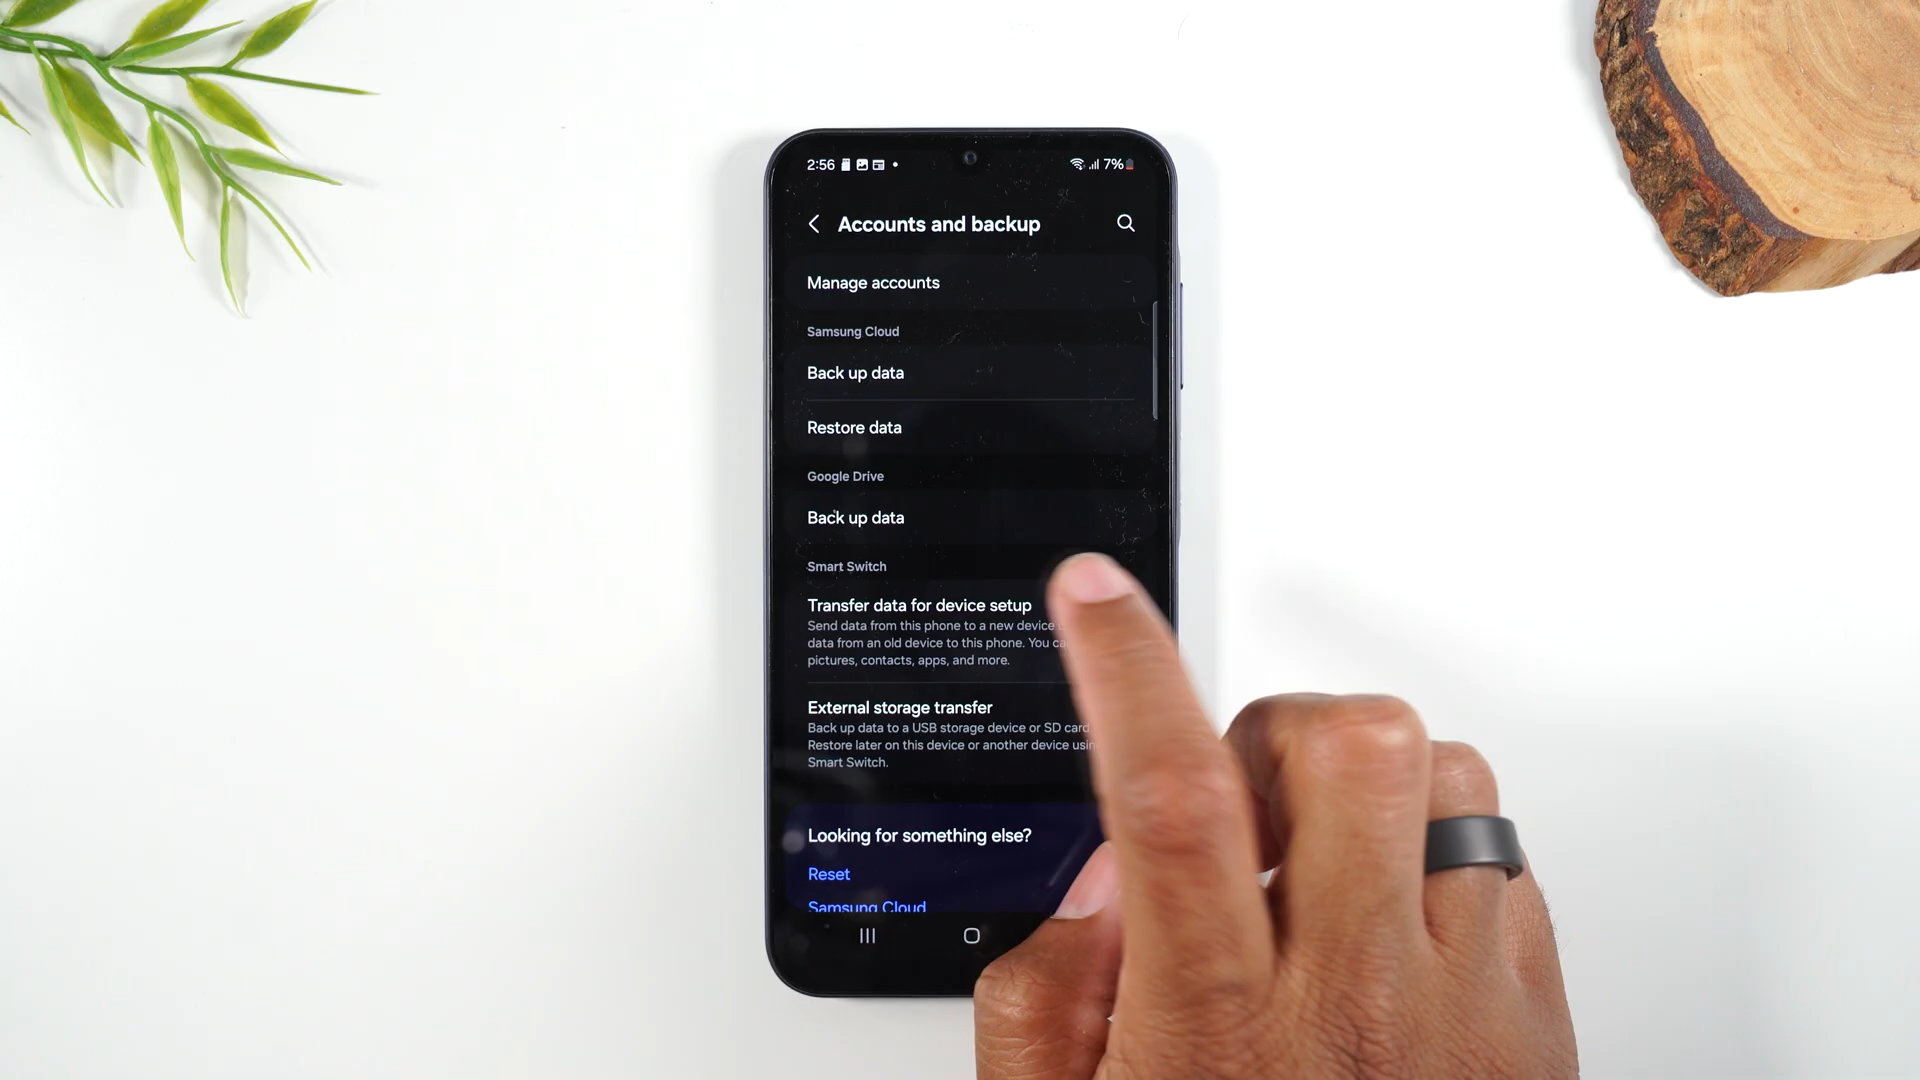 2:56
7%
Accounts and backup
Manage accounts
Samsung Cloud
Back up data
Restore data
Google Drive
Back up data
Smart Switch
Transfer data for device setup
Send data from this phone to a new device
data from an old device to this phone. You
pictures, contacts, apps, and more.
External storage transfer
Back up data to a USB storage device or SD card
Restore later on this device or another device
Smart Switch.
Looking for something else?
Reset
Samsung Cloud